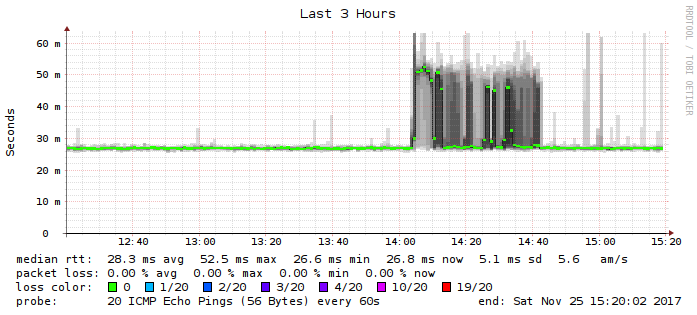 Last 3 Hours
RRDTOOL / TOBI OETIKER
Seconds
60 m
50 m
40 m
30 m
20 m
10 m
0
12:40 13:00 13:20 13:40 14:00 14:20 14:40 15:00 15:20
median rtt: 28.3 ms avg 52.5 ms max 26.6 ms min 26.8 ms now 5.1 ms sd 5.6 am/s
packet loss: 0.00 % avg 0.00 % max 0.00 % min 0.00 % now
loss color: 0 1/20 2/20 3/20 4/20 10/20 19/20
probe: 20 ICMP Echo Pings (56 Bytes) every 60s end: Sat Nov 25 15:20:02 2017